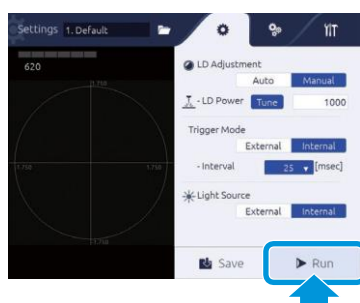 Settings 1. Default
620
LD Adjustment
Auto Manual
- LD Power Tune 1000
Trigger Mode
External Internal
- Interval 25 [msec]
Light Source
External Internal
1.750
1.750 1.750
1.750
Save Run